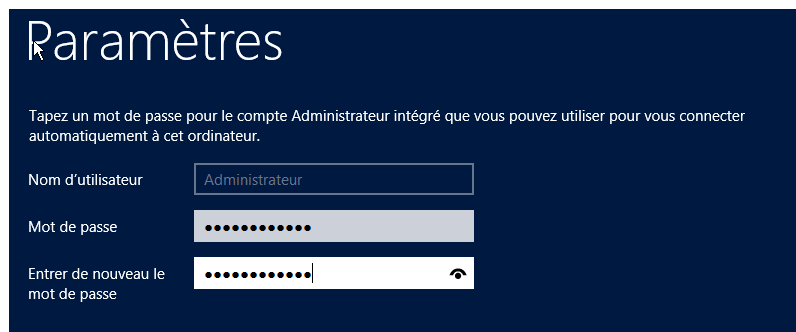 Paramètres
Tapez un mot de passe pour le compte Administrateur intégré que vous pouvez utiliser pour vous connecter
automatiquement à cet ordinateur.
Nom d'utilisateur Administrateur
Mot de passe ●●●●●●●●●●●●
Entrer de nouveau le ●●●●●●●●●●●●
mot de passe